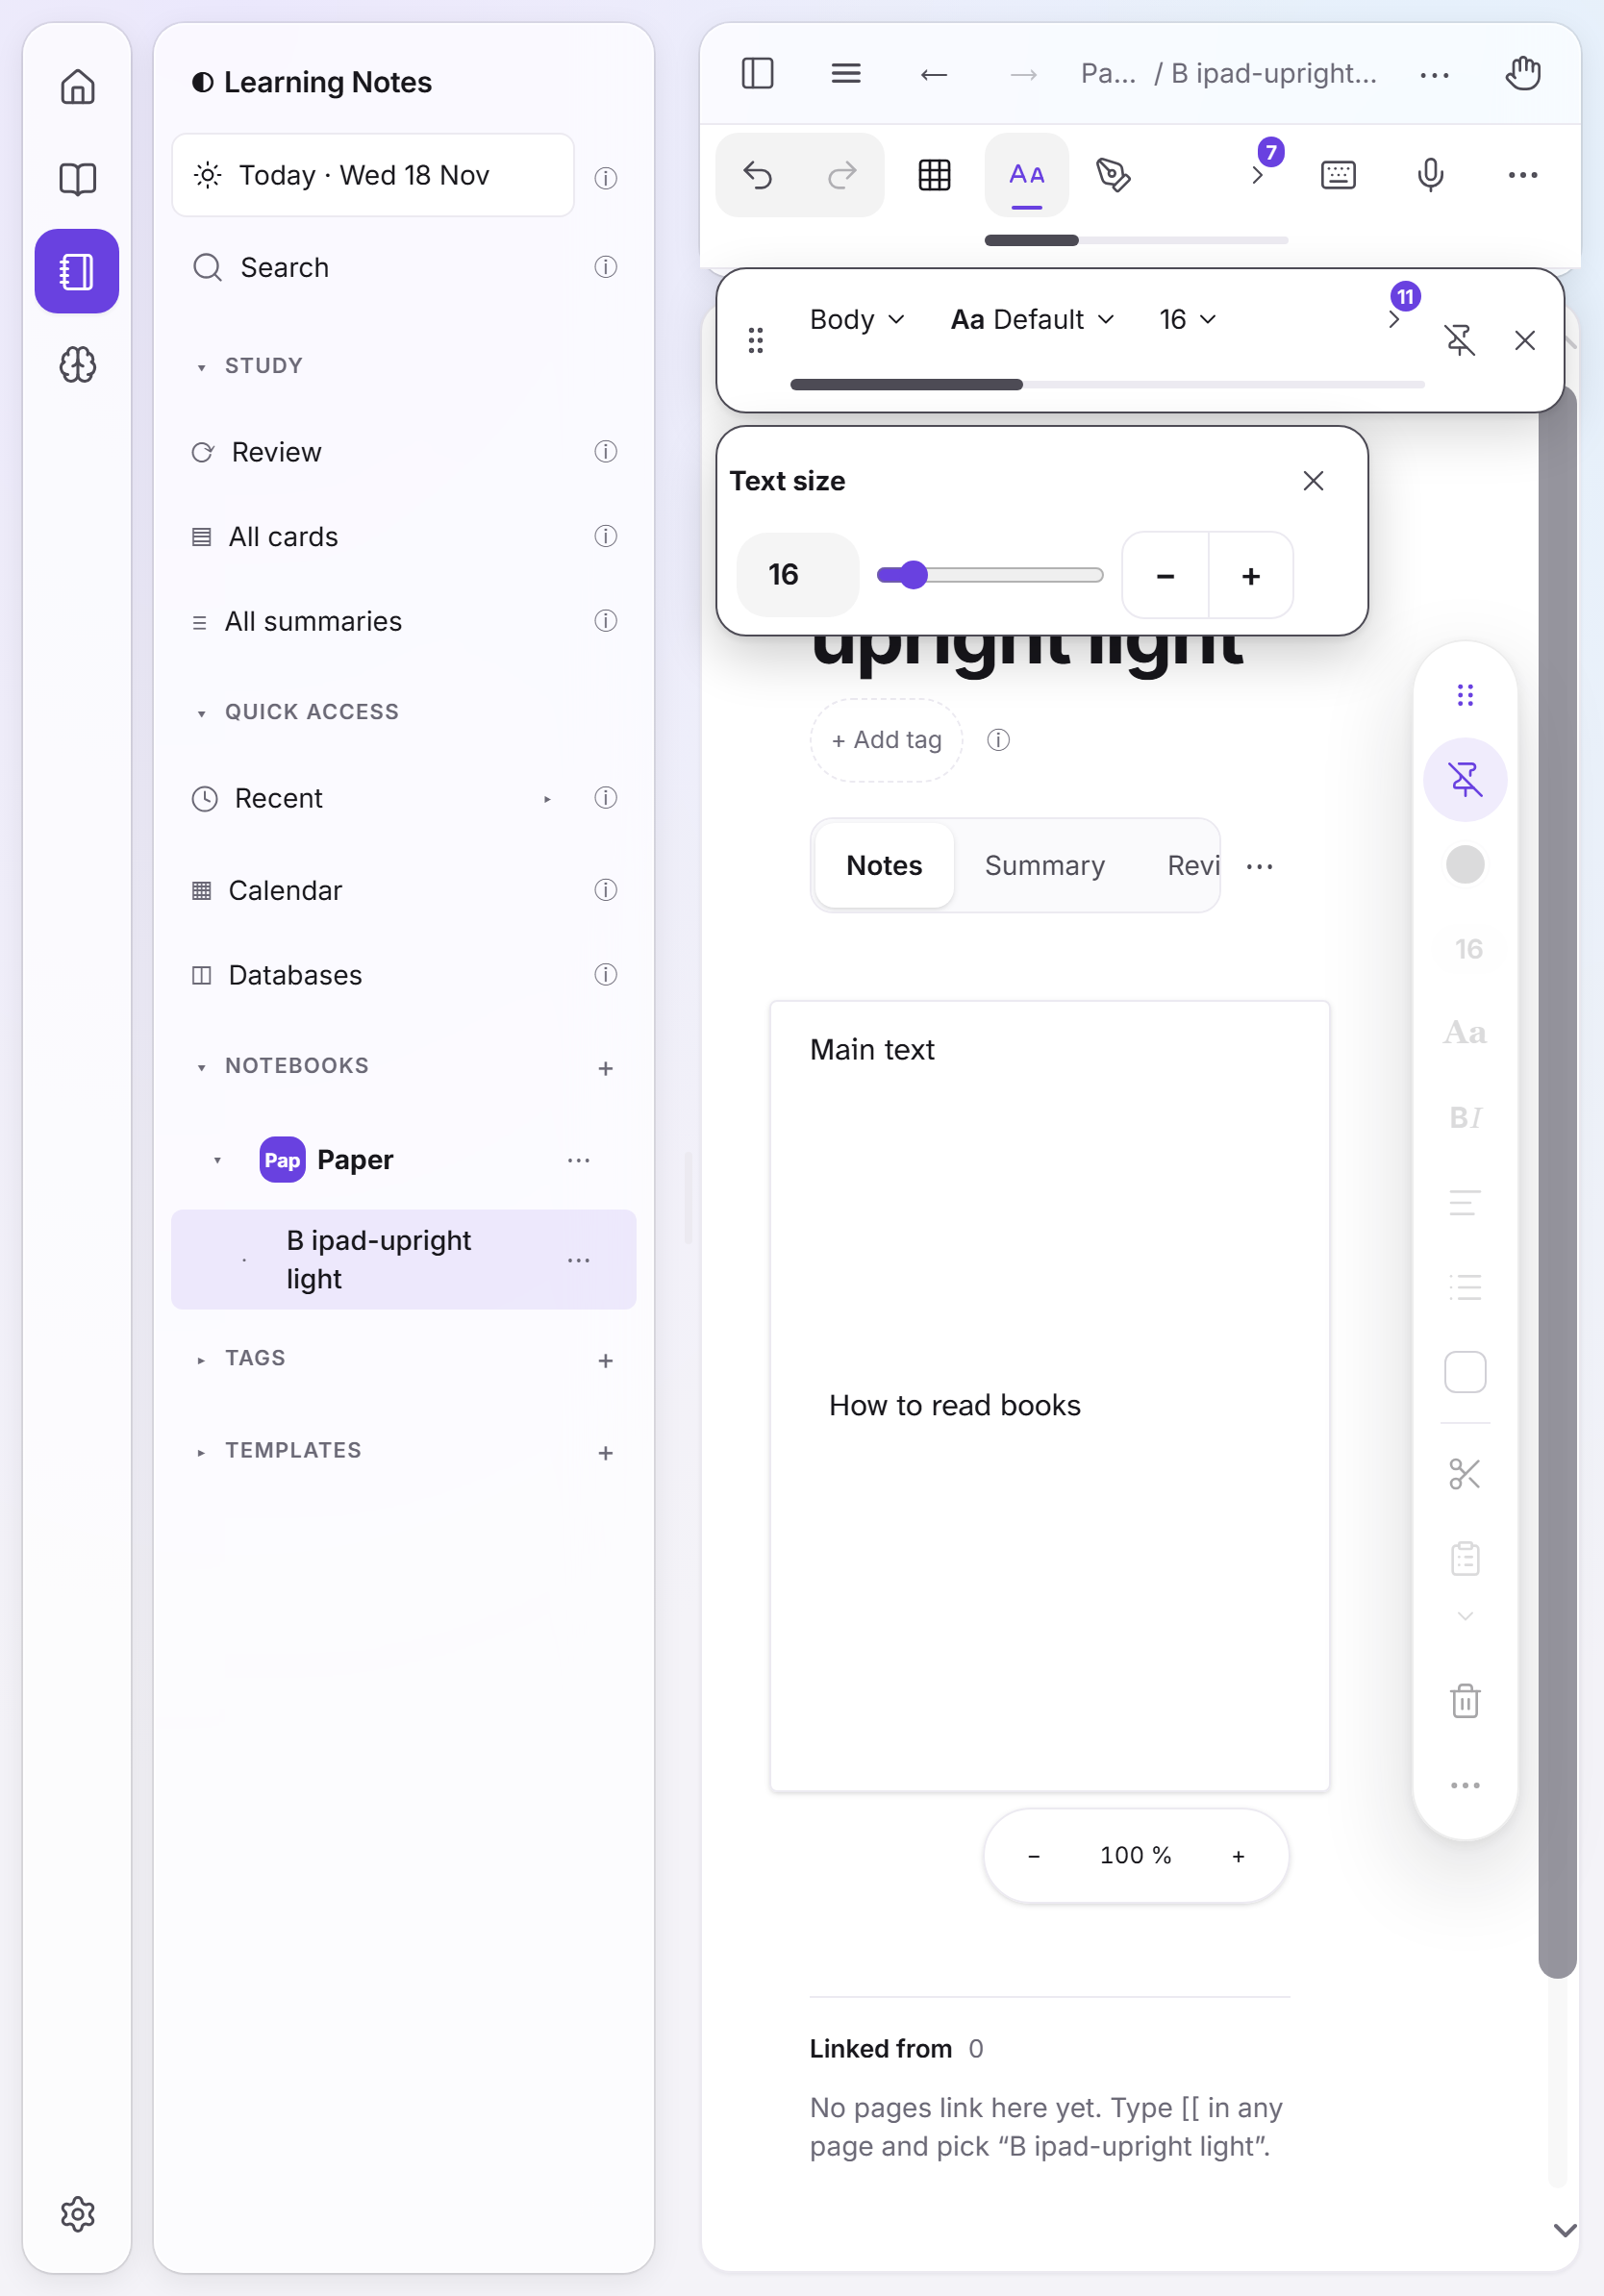 Learning Notes
Today · Wed 18 Nov
Search
STUDY
Review
All cards
All summaries
QUICK ACCESS
Recent
Calendar
Databases
NOTEBOOKS
Pap Paper
B ipad-upright
light
TAGS
TEMPLATES
Pa... / B ipad-upright...
AA
7
Body
Aa Default
16
11
Text size
16
− +
upright light
+ Add tag
Notes
Summary
Revi
16
Aa
BI
Main text
How to read books
− 100 % +
Linked from 0
No pages link here yet. Type [[ in any
page and pick “B ipad-upright light”.